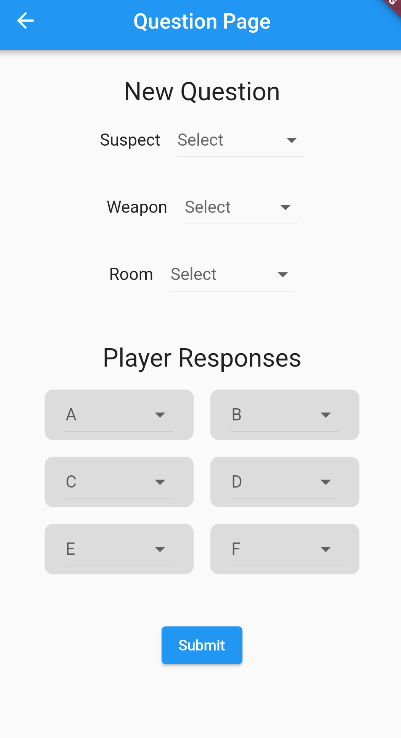 Question Page
New Question
Suspect Select
Weapon Select
Room Select
Player Responses
A B
C D
E F
Submit